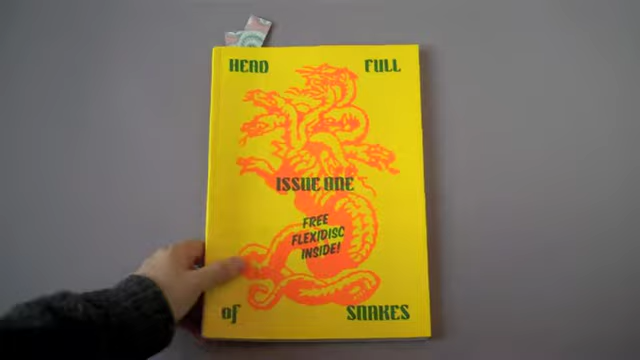 HEAD FULL
ISSUE ONE
FREE
FLEXIDISC
INSIDE!
of SNAKES